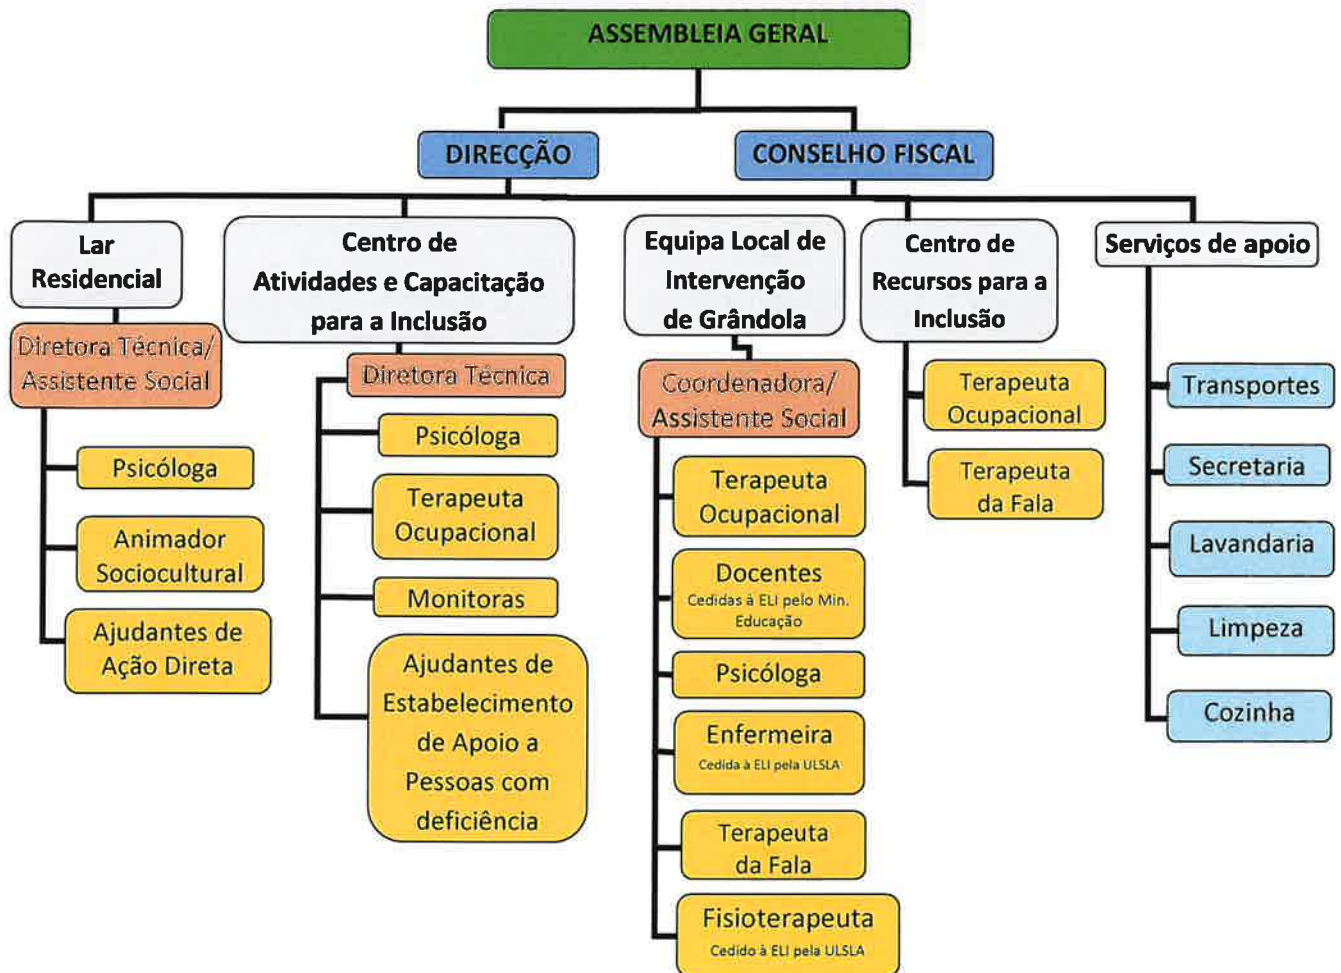 ASSEMBLEIA GERAL
DIRECÇÃO
CONSELHO FISCAL
Lar
Residencial
Diretora Técnica/
Assistente Social
Psicóloga
Animador
Sociocultural
Ajudantes de
Ação Direta
Centro de
Atividades e Capacitação
para a Inclusão
Diretora Técnica
Psicóloga
Terapeuta
Ocupacional
Monitoras
Ajudantes de
Estabelecimento
de Apoio a
Pessoas com
deficiência
Equipa Local de
Intervenção
de Grândola
Coordenadora/
Assistente Social
Terapeuta
Ocupacional
Docentes
Cedidas à ELI pelo Min.
Educação
Psicóloga
Enfermeira
Cedida à ELI pela ULSLA
Terapeuta
da Fala
Fisioterapeuta
Cedido à ELI pela ULSLA
Centro de
Recursos para a
Inclusão
Terapeuta
Ocupacional
Terapeuta
da Fala
Serviços de apoio
Transportes
Secretaria
Lavandaria
Limpeza
Cozinha